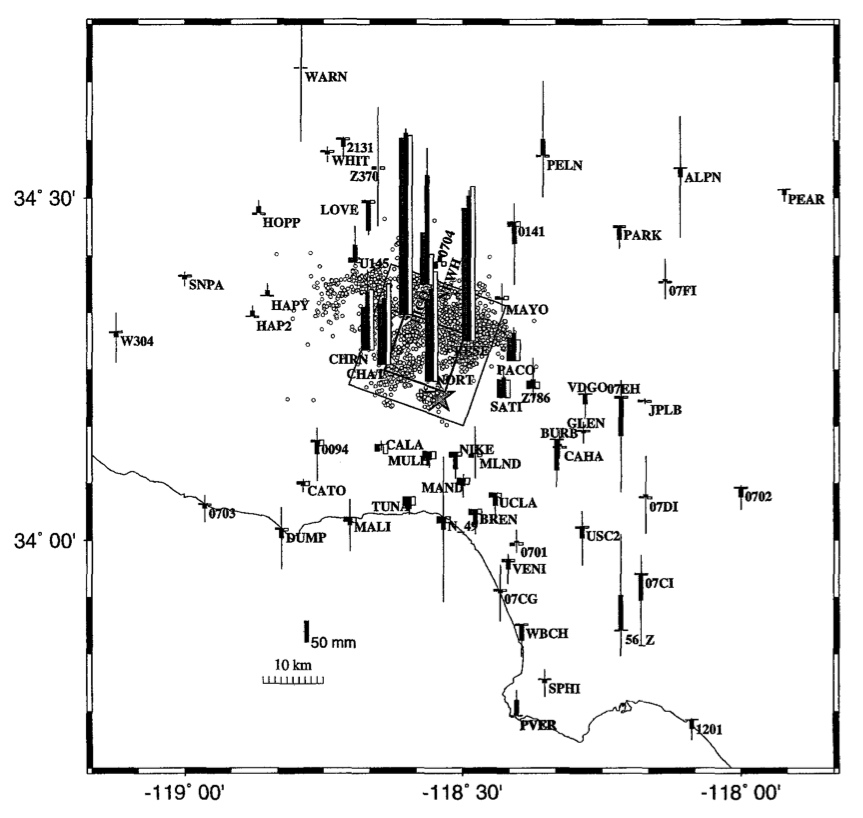 WARN
2131
WHIT
Z370
PELN
34° 30'
ALPN
PEAR
LOVE
HOPP
0704
0141
PARK
U145
SNPA
07FI
HAPY
MAYO
HAP2
W304
CHRN
CHAT
NORT
PACO
SATI
Z786
VDGO
07EH
JPLB
GLEN
BURB
CAHA
0094
CALA
MULH
NIKE
MLND
MAND
CATO
TUNA
UCLA
07DI
0702
0703
MALI
BREN
N_49
34° 00'
DUMP
USC2
0701
VENI
07CI
07CG
50 mm
WBCH
56_Z
10 km
SPHI
PVER
1201
-119° 00'
-118° 30'
-118° 00'